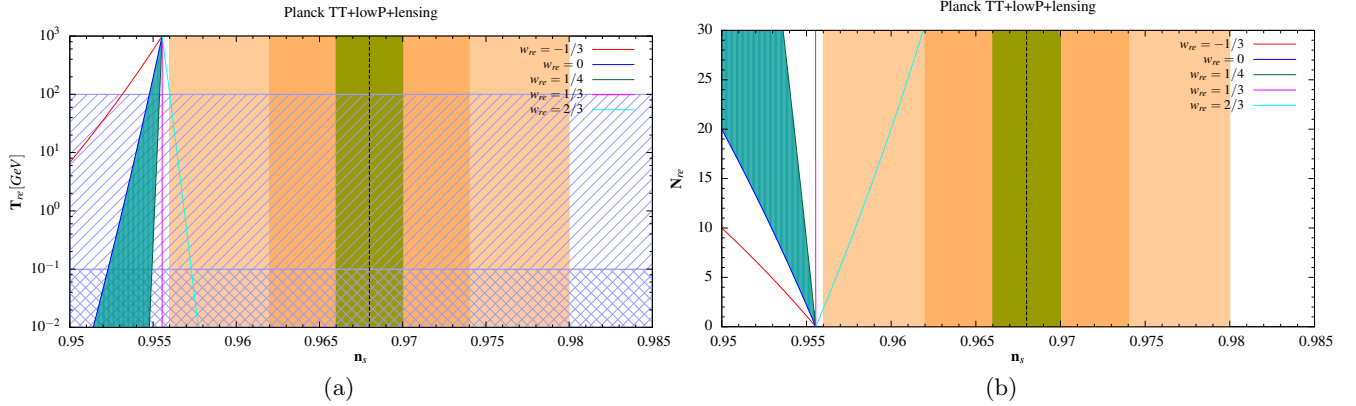 Planck TT+lowP+lensing
T_re[GeV]
10^3
10^2
10^1
10^0
10^−1
10^−2
w_re = −1/3
w_re = 0
w_re = 1/4
w_re = 1/3
w_re = 2/3
0.95 0.955 0.96 0.965 0.97 0.975 0.98 0.985
n_s
(a)
Planck TT+lowP+lensing
N_re
30
25
20
15
10
5
0
w_re = −1/3
w_re = 0
w_re = 1/4
w_re = 1/3
w_re = 2/3
0.95 0.955 0.96 0.965 0.97 0.975 0.98 0.985
n_s
(b)